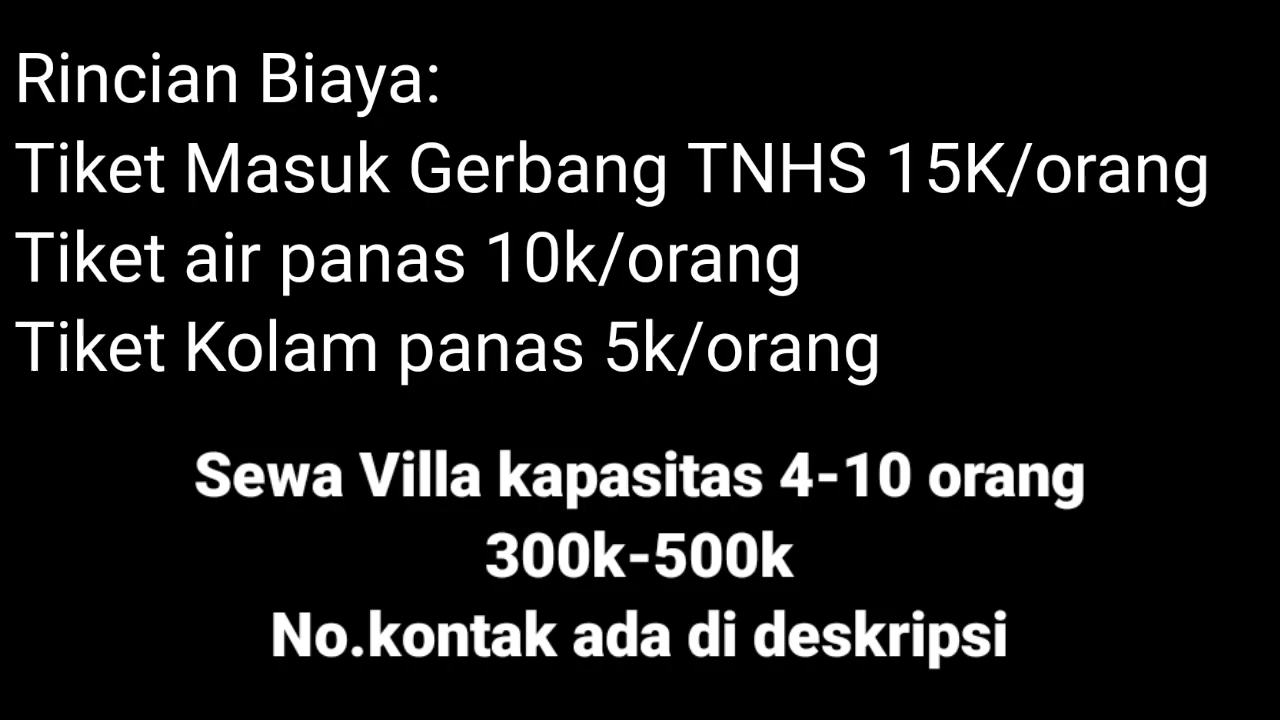 Rincian Biaya:
Tiket Masuk Gerbang TNHS 15K/orang
Tiket air panas 10k/orang
Tiket Kolam panas 5k/orang
Sewa Villa kapasitas 4-10 orang
300k-500k
No.kontak ada di deskripsi